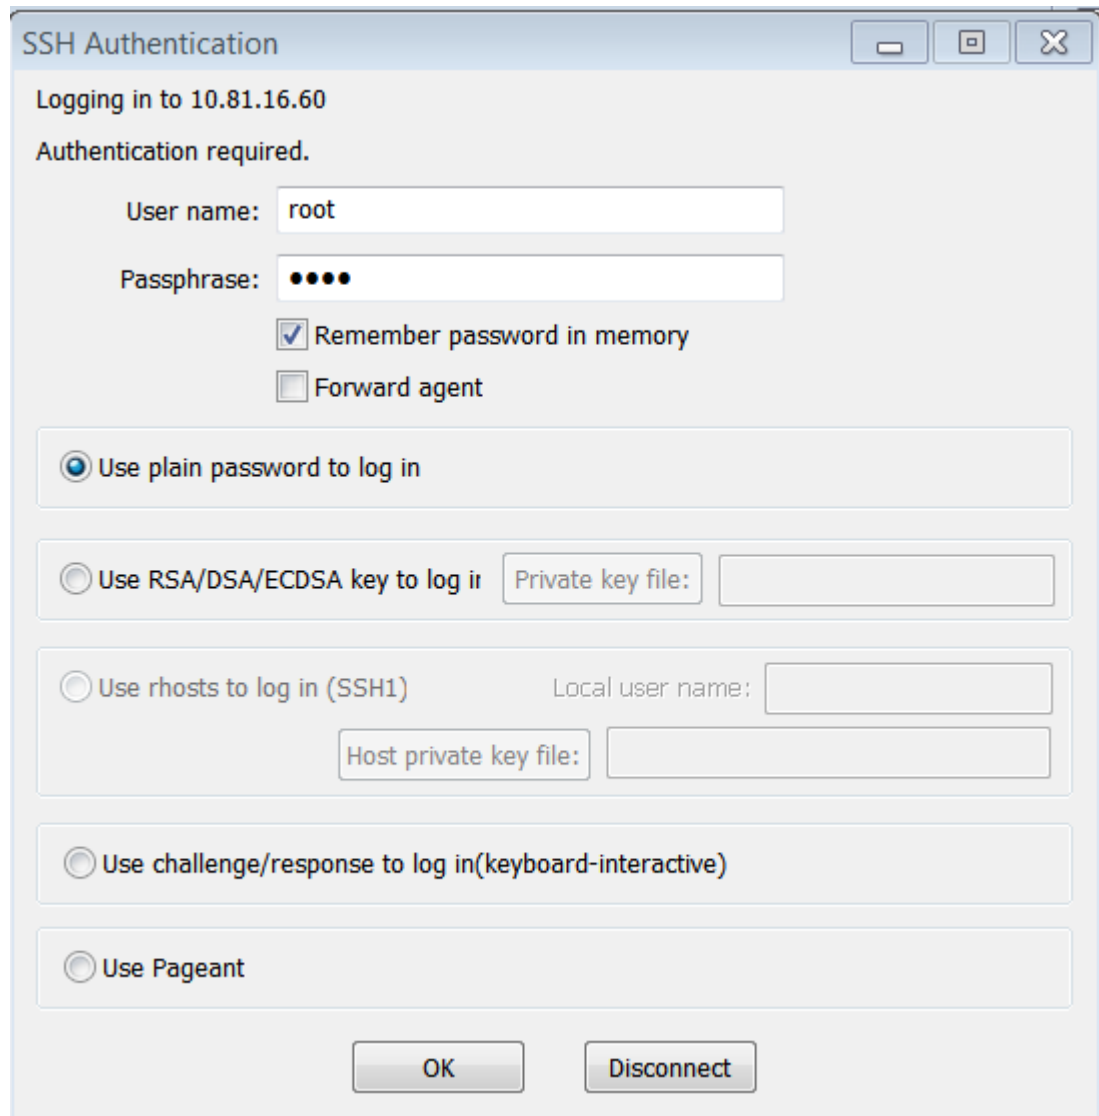 SSH Authentication
Logging in to 10.81.16.60
Authentication required.
User name: root
Passphrase: ••••
Remember password in memory
Forward agent
Use plain password to log in
Use RSA/DSA/ECDSA key to log i Private key file:
Use rhosts to log in (SSH1) Local user name:
Host private key file:
Use challenge/response to log in(keyboard-interactive)
Use Pageant
OK Disconnect